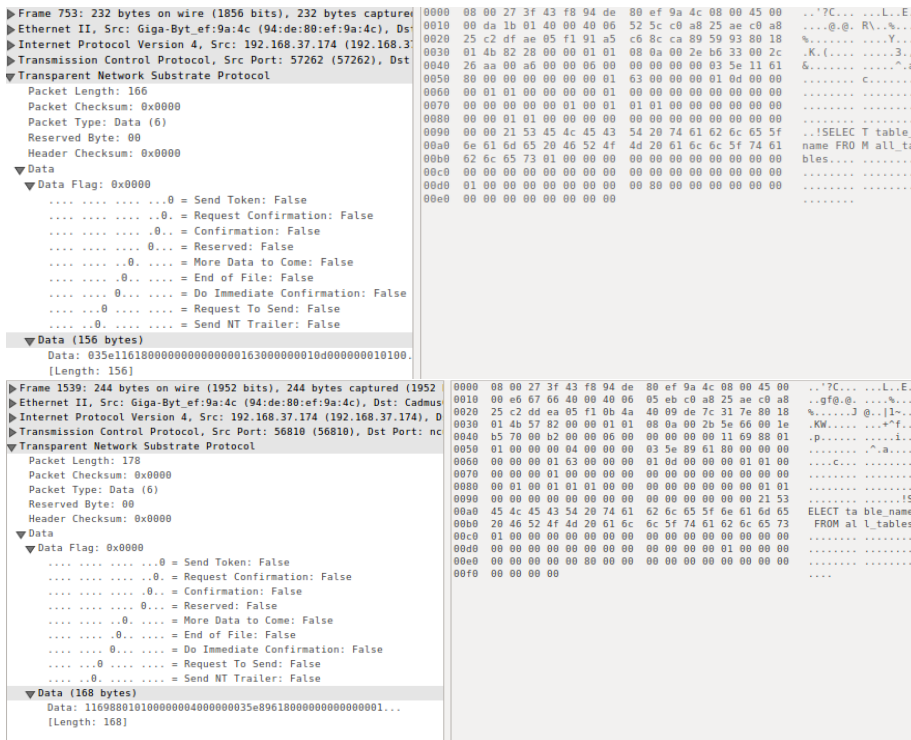 Frame 753: 232 bytes on wire (1856 bits), 232 bytes capture
Ethernet II, Src: Giga-Byt_ef:9a:4c (94:de:80:ef:9a:4c), Ds
Internet Protocol Version 4, Src: 192.168.37.174 (192.168.3
Transmission Control Protocol, Src Port: 57262 (57262), Dst
Transparent Network Substrate Protocol
Packet Length: 166
Packet Checksum: 0x0000
Packet Type: Data (6)
Reserved Byte: 00
Header Checksum: 0x0000
Data
Data Flag: 0x0000
.... .... .... ...0 = Send Token: False
.... .... .... ..0. = Request Confirmation: False
.... .... .... .0.. = Confirmation: False
.... .... .... 0... = Reserved: False
.... .... ..0. .... = More Data to Come: False
.... .... .0.. .... = End of File: False
.... .... 0... .... = Do Immediate Confirmation: False
.... ...0 .... .... = Request To Send: False
.... ..0. .... .... = Send NT Trailer: False
Data (156 bytes)
Data: 035e11618000000000000000163000000010d000000010100.
[Length: 156]
0000 08 00 27 3f 43 f8 94 de 80 ef 9a 4c 08 00 45 00 ..'?C... ...L..E.
0010 00 da 1b 01 40 00 40 06 52 5c c0 a8 25 ae c0 a8 ....@.@. R\..%...
0020 25 c2 df ae 05 f1 91 a5 c6 8c ca 89 59 93 80 18 %....... ....Y...
0030 01 4b 82 28 00 00 01 01 08 0a 00 2e b6 33 00 2c .K.(.... .....3.
0040 26 aa 00 a6 00 00 06 00 00 00 00 00 03 5e 11 61 &....... .....^.a
0050 80 00 00 00 00 00 00 01 63 00 00 00 01 0d 00 00 ........ c.......
0060 00 01 01 00 00 00 00 01 00 00 00 00 00 00 00 00 ........ ........
0070 00 00 00 00 00 01 00 01 01 01 00 00 00 00 00 00 ........ ........
0080 00 00 01 01 00 00 00 00 00 00 00 00 00 00 00 00 ........ ........
0090 00 00 21 53 45 4c 45 43 54 20 74 61 62 6c 65 5f ..!SELEC T table_
00a0 6e 61 6d 65 20 46 52 4f 4d 20 61 6c 6c 5f 74 61 name FRO M all_ta
00b0 62 6c 65 73 01 00 00 00 00 00 00 00 00 00 00 00 bles.... ........
00c0 00 00 00 00 00 00 00 00 00 00 00 00 00 00 00 00 ........ ........
00d0 01 00 00 00 00 00 00 00 00 80 00 00 00 00 00 00 ........ ........
00e0 00 00 00 00 00 00 00 00 ........
Frame 1539: 244 bytes on wire (1952 bits), 244 bytes captured (1952
Ethernet II, Src: Giga-Byt_ef:9a:4c (94:de:80:ef:9a:4c), Dst: Cadmus
Internet Protocol Version 4, Src: 192.168.37.174 (192.168.37.174), D
Transmission Control Protocol, Src Port: 56810 (56810), Dst Port: nc
Transparent Network Substrate Protocol
Packet Length: 178
Packet Checksum: 0x0000
Packet Type: Data (6)
Reserved Byte: 00
Header Checksum: 0x0000
Data
Data Flag: 0x0000
.... .... .... ...0 = Send Token: False
.... .... .... ..0. = Request Confirmation: False
.... .... .... .0.. = Confirmation: False
.... .... .... 0... = Reserved: False
.... .... ..0. .... = More Data to Come: False
.... .... .0.. .... = End of File: False
.... .... 0... .... = Do Immediate Confirmation: False
.... ...0 .... .... = Request To Send: False
.... ..0. .... .... = Send NT Trailer: False
Data (168 bytes)
Data: 116988010100000004000000035e89618000000000000001...
[Length: 168]
0000 08 00 27 3f 43 f8 94 de 80 ef 9a 4c 08 00 45 00 ..'?C... ...L..E.
0010 00 e6 67 66 40 00 40 06 05 eb c0 a8 25 ae c0 a8 ..gf@.@. ....%...
0020 25 c2 dd ea 05 f1 0b 4a 40 09 de 7c 31 7e 80 18 %......J @..|1~..
0030 01 4b 57 82 00 00 01 01 08 0a 00 2b 5e 66 00 1e .KW..... ...+^f..
0040 b5 70 00 b2 00 00 06 00 00 00 00 00 11 69 88 01 .p...... .....i..
0050 01 00 00 00 04 00 00 00 03 5e 89 61 80 00 00 00 ........ .^.a....
0060 00 00 00 01 63 00 00 00 01 0d 00 00 00 01 01 00 ....c... ........
0070 00 00 00 01 00 00 00 00 00 00 00 00 00 00 00 00 ........ ........
0080 00 01 00 01 01 01 00 00 00 00 00 00 00 00 01 01 ........ ........
0090 00 00 00 00 00 00 00 00 00 00 00 00 00 00 21 53 ........ ......!S
00a0 45 4c 45 43 54 20 74 61 62 6c 65 5f 6e 61 6d 65 ELECT ta ble_name
00b0 20 46 52 4f 4d 20 61 6c 6c 5f 74 61 62 6c 65 73 FROM al l_tables
00c0 01 00 00 00 00 00 00 00 00 00 00 00 00 00 00 00 ........ ........
00d0 00 00 00 00 00 00 00 00 00 00 00 00 01 00 00 00 ........ ........
00e0 00 00 00 00 00 80 00 00 00 00 00 00 00 00 00 00 ........ ........
00f0 00 00 00 00 ....